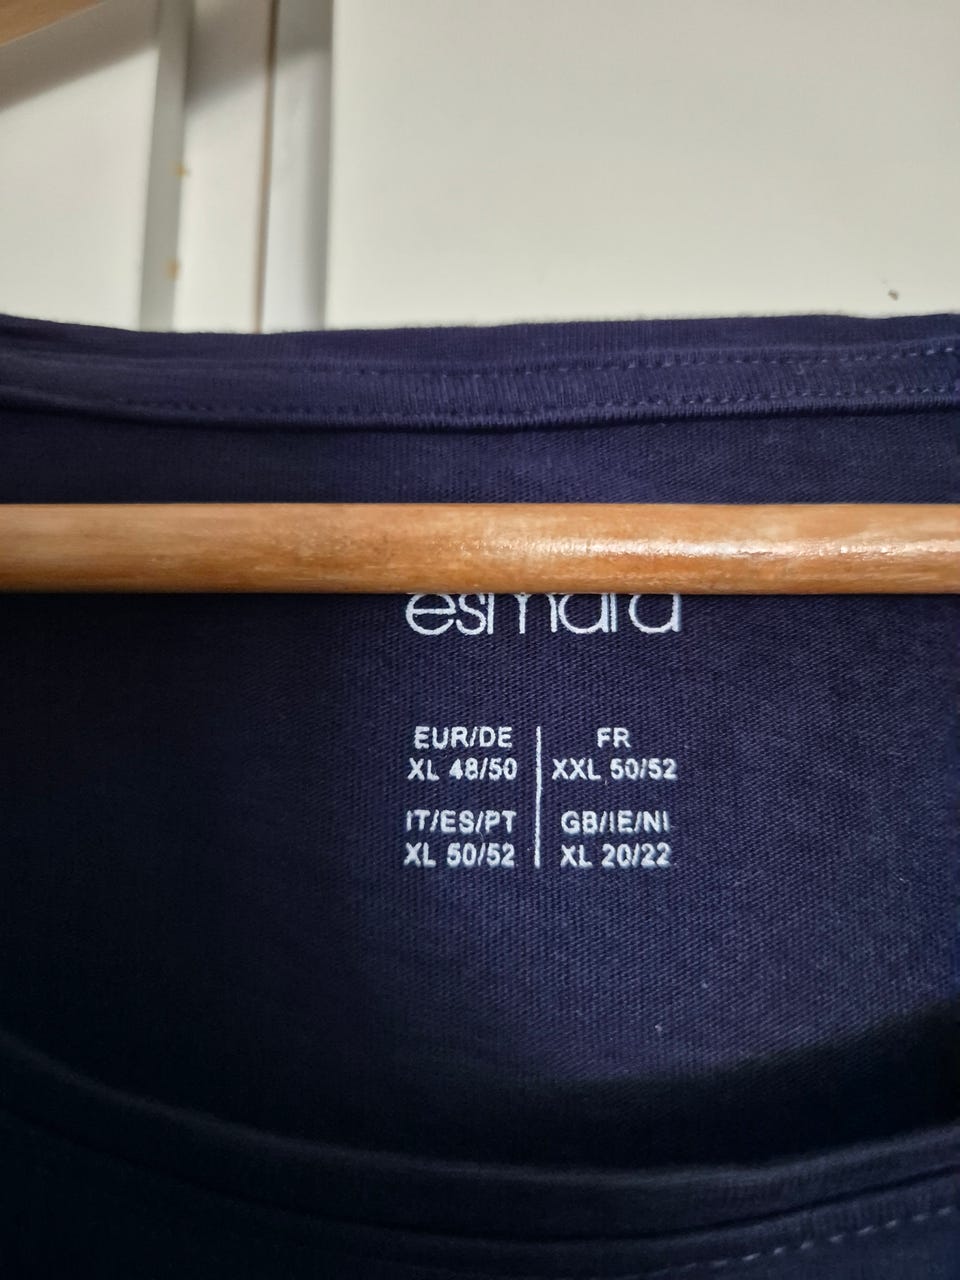 esmara
EUR/DE
XL 48/50
FR
XXL 50/52
IT/ES/PT
XL 50/52
GB/IE/NI
XL 20/22